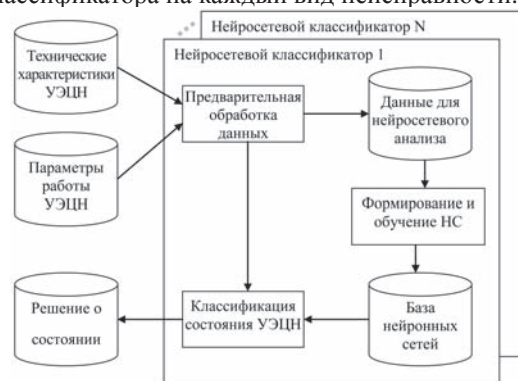 классификатора на каждый вид неисправности.
Нейросетевой классификатор N
Нейросетевой классификатор 1
Технические
характеристики
УЭЦН
Предварительная
обработка
данных
Данные для
нейросетевого
анализа
Параметры
работы
УЭЦН
Формирование и
обучение НС
Решение о
состоянии
Классификация
состояния УЭЦН
База
нейронных
сетей